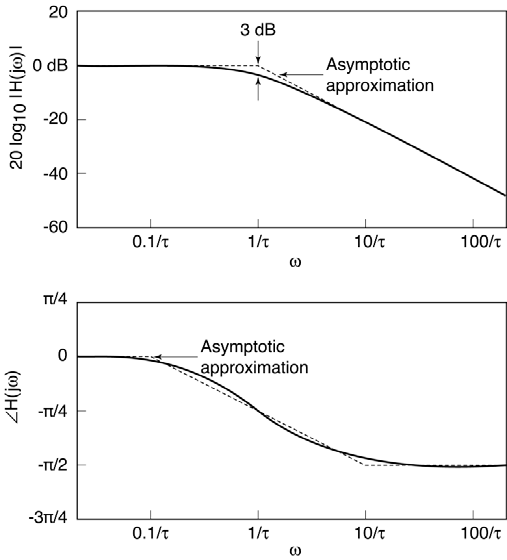 20
3 dB
0 dB
Asymptotic
approximation
-20
-40
-60
20 log10 |H(jω)|
0.1/τ 1/τ 10/τ 100/τ
ω
π/4
0
Asymptotic
approximation
-π/4
-π/2
-3π/4
∠H(jω)
0.1/τ 1/τ 10/τ 100/τ
ω